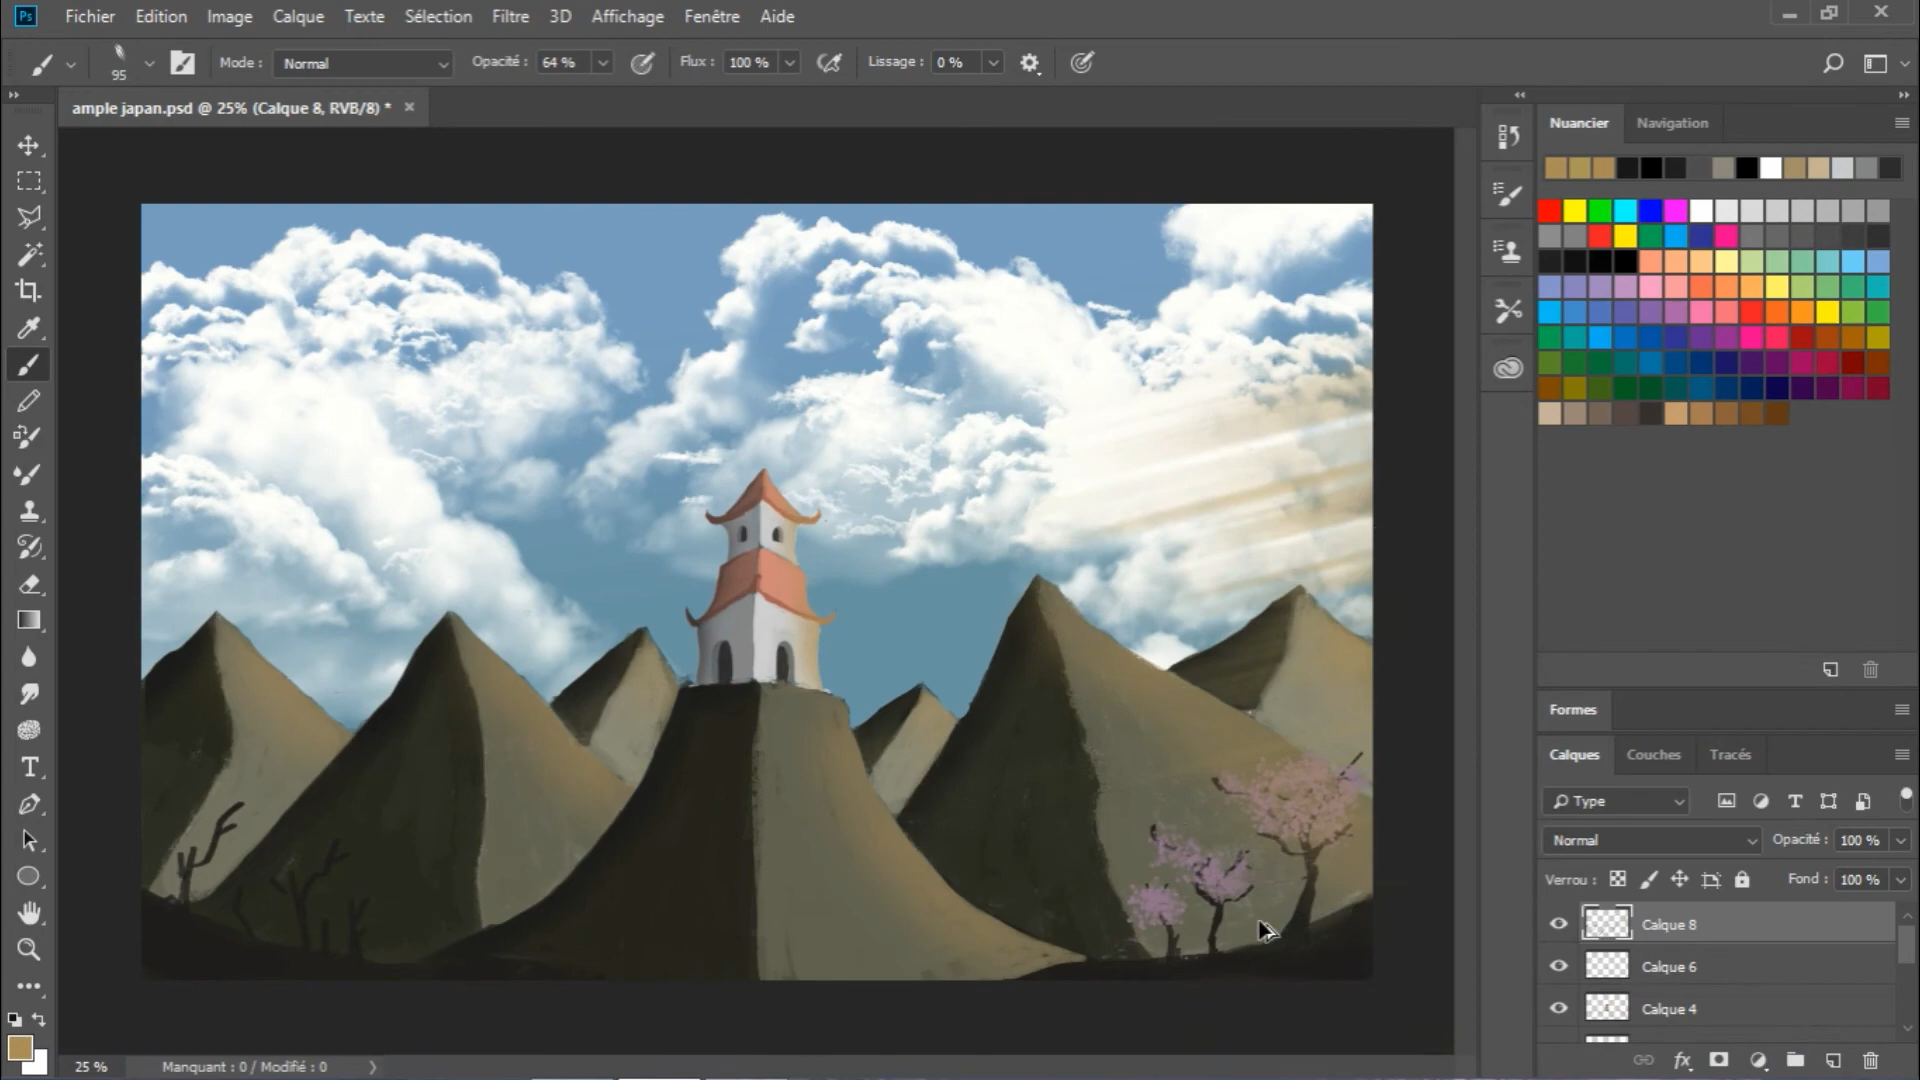 Ps Fichier Edition Image Calque Texte Sélection Filtre 3D Affichage Fenêtre Aide
95 Mode : Normal Opacité : 64 % Flux : 100 % Lissage : 0 %
ample japan.psd @ 25% (Calque 8, RVB/8) *
Nuancier Navigation
Formes
Calques Couches Tracés
Type
Normal Opacité : 100 %
Verrou : Fond : 100 %
Calque 8
Calque 6
Calque 4
fx
25 % Manquant : 0 / Modifié : 0